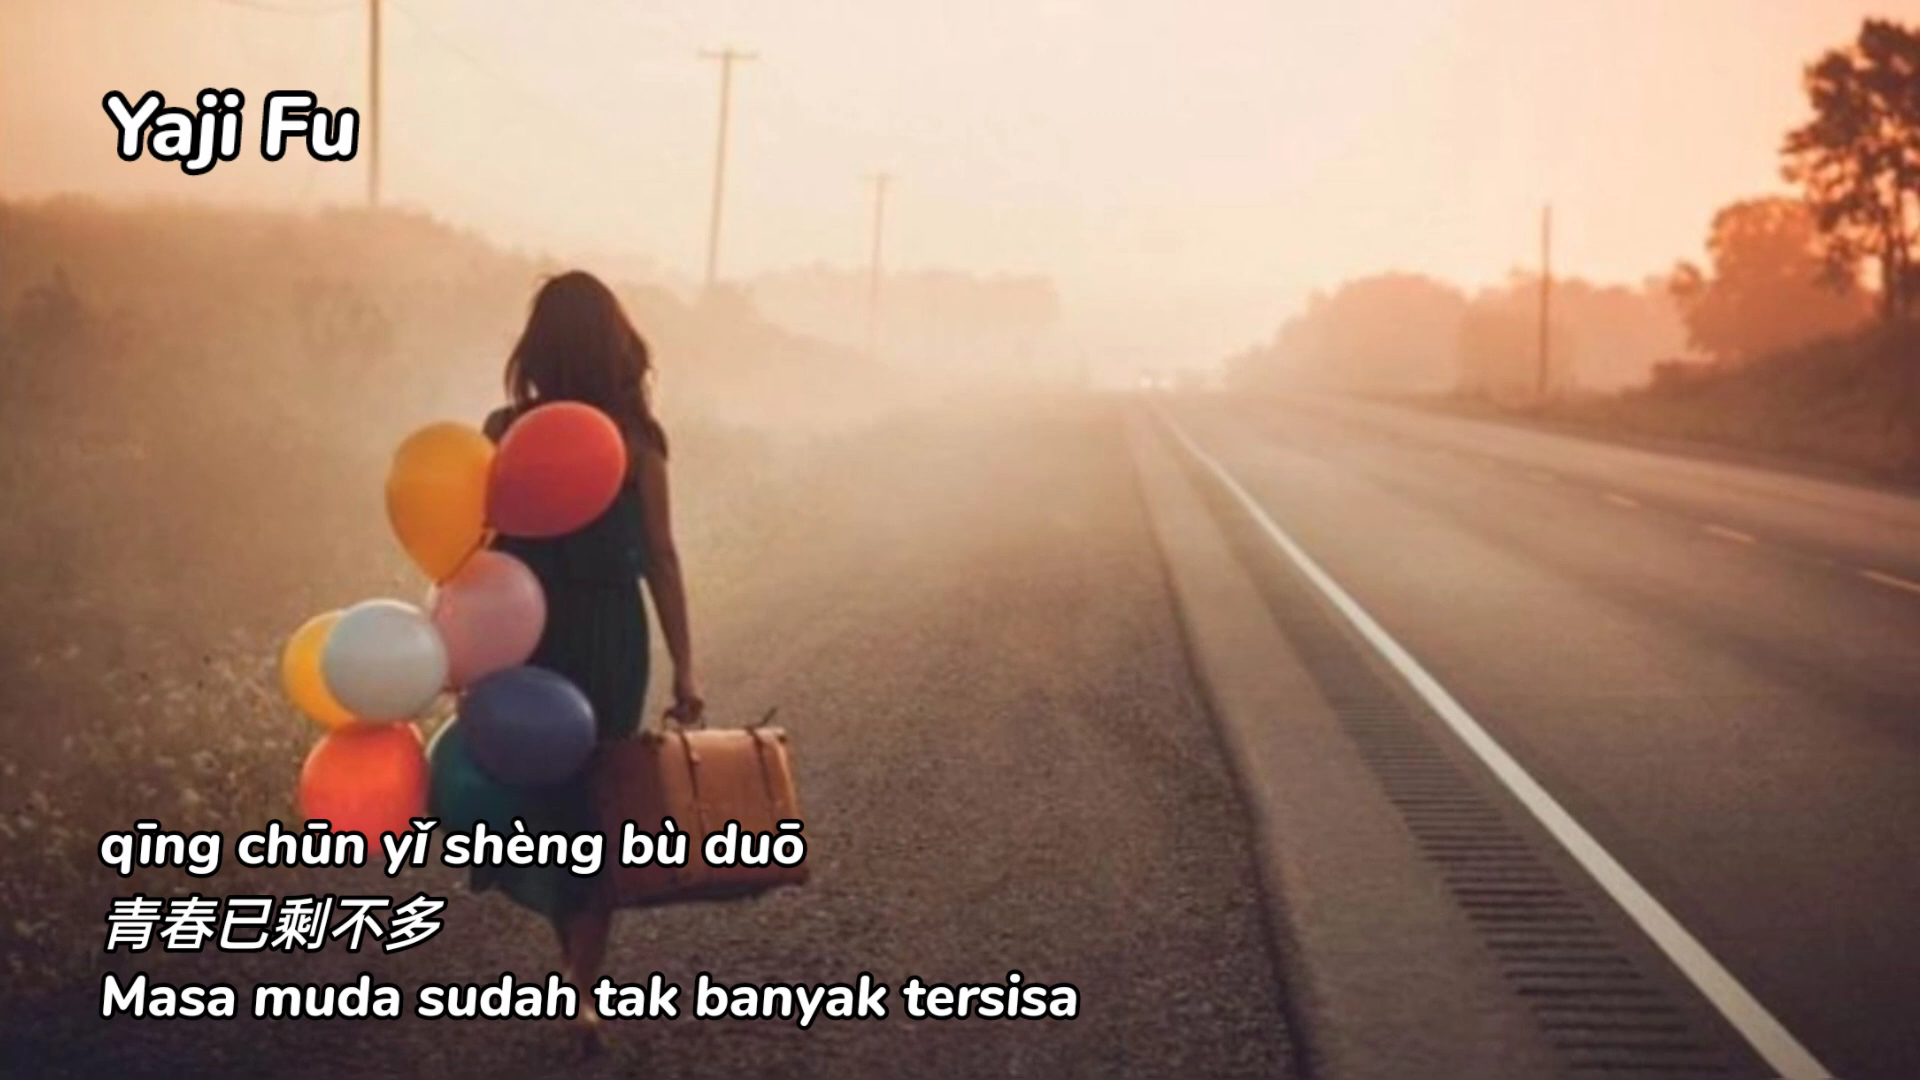 Yaji Fu
qīng chūn yǐ shèng bù duō
青春已剩不多
Masa muda sudah tak banyak tersisa